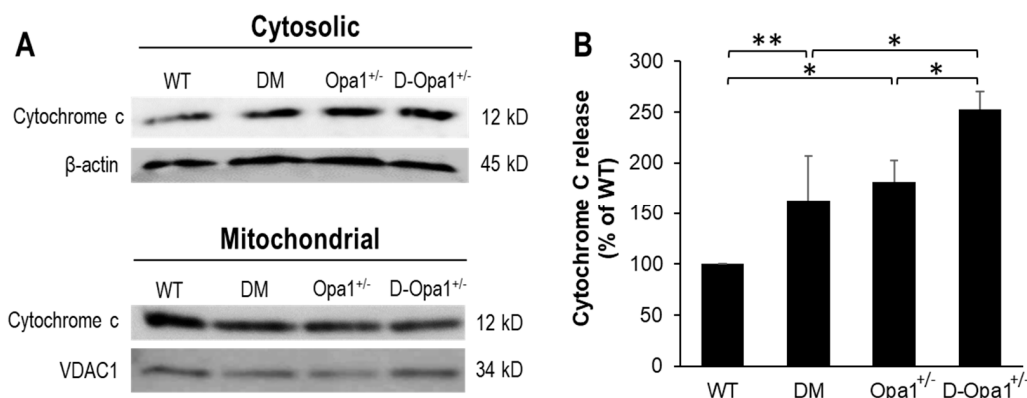 A
Cytosolic
WT DM Opa1+/- D-Opa1+/-
Cytochrome c 12 kD
β-actin 45 kD
Mitochondrial
WT DM Opa1+/- D-Opa1+/-
Cytochrome c 12 kD
VDAC1 34 kD
B
** *
* *
Cytochrome C release
(% of WT)
300
250
200
150
100
50
0
WT DM Opa1+/- D-Opa1+/-